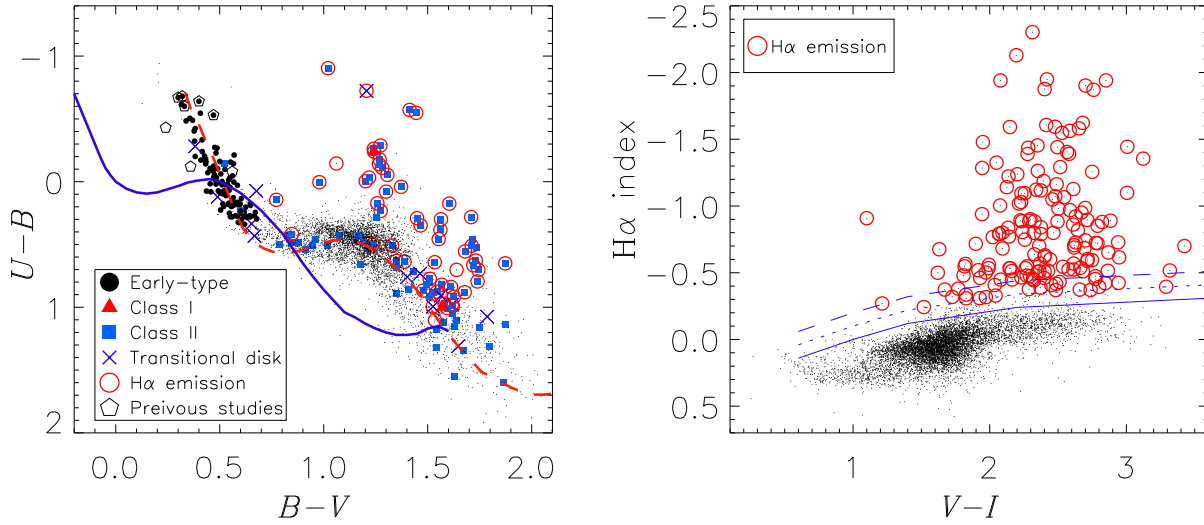 −1
0
1
2
U−B
0.0 0.5 1.0 1.5 2.0
B−V
Early-type
Class I
Class II
Transitional disk
Hα emission
Preivous studies
−2.5
−2.0
−1.5
−1.0
−0.5
0.0
0.5
Hα index
Hα emission
1 2 3
V−I